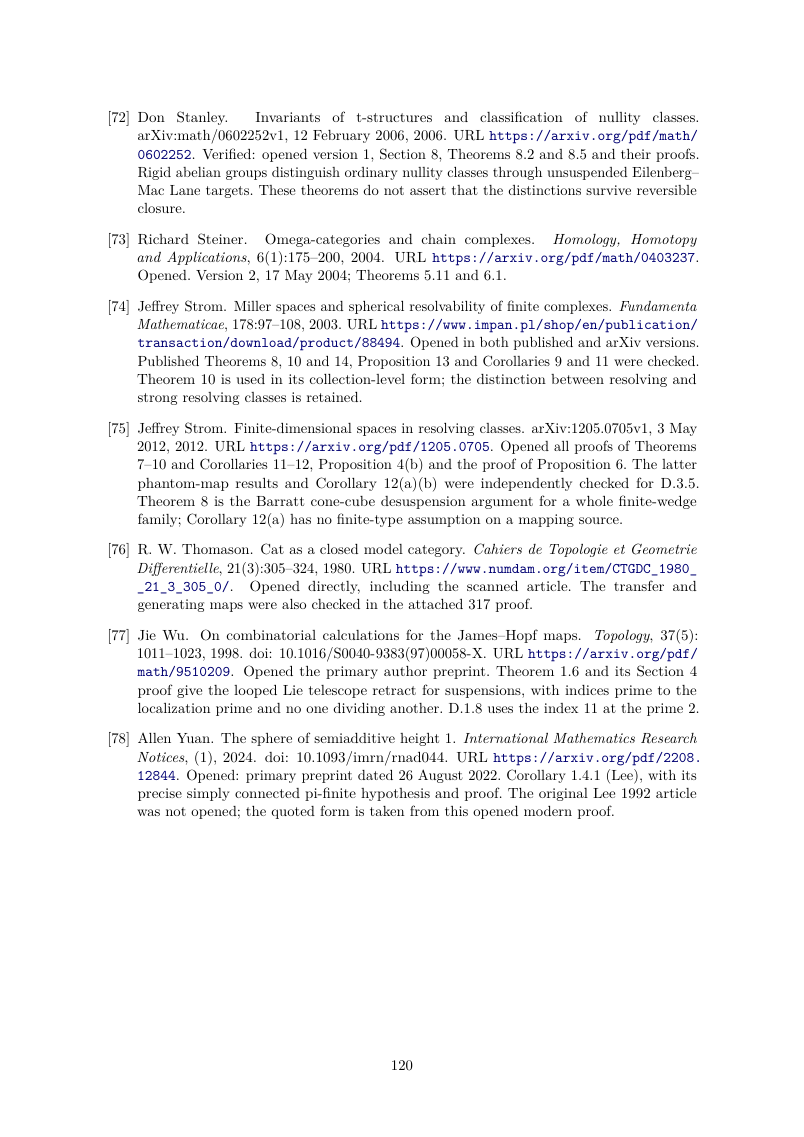 [72] Don Stanley. Invariants of t-structures and classification of nullity classes.
arXiv:math/0602252v1, 12 February 2006, 2006. URL https://arxiv.org/pdf/math/
0602252. Verified: opened version 1, Section 8, Theorems 8.2 and 8.5 and their proofs.
Rigid abelian groups distinguish ordinary nullity classes through unsuspended Eilenberg–
Mac Lane targets. These theorems do not assert that the distinctions survive reversible
closure.
[73] Richard Steiner. Omega-categories and chain complexes. Homology, Homotopy
and Applications, 6(1):175–200, 2004. URL https://arxiv.org/pdf/math/0403237.
Opened. Version 2, 17 May 2004; Theorems 5.11 and 6.1.
[74] Jeffrey Strom. Miller spaces and spherical resolvability of finite complexes. Fundamenta
Mathematicae, 178:97–108, 2003. URL https://www.impan.pl/shop/en/publication/
transaction/download/product/88494. Opened in both published and arXiv versions.
Published Theorems 8, 10 and 14, Proposition 13 and Corollaries 9 and 11 were checked.
Theorem 10 is used in its collection-level form; the distinction between resolving and
strong resolving classes is retained.
[75] Jeffrey Strom. Finite-dimensional spaces in resolving classes. arXiv:1205.0705v1, 3 May
2012, 2012. URL https://arxiv.org/pdf/1205.0705. Opened all proofs of Theorems
7–10 and Corollaries 11–12, Proposition 4(b) and the proof of Proposition 6. The latter
phantom-map results and Corollary 12(a)(b) were independently checked for D.3.5.
Theorem 8 is the Barratt cone-cube desuspension argument for a whole finite-wedge
family; Corollary 12(a) has no finite-type assumption on a mapping source.
[76] R. W. Thomason. Cat as a closed model category. Cahiers de Topologie et Geometrie
Differentielle, 21(3):305–324, 1980. URL https://www.numdam.org/item/CTGDC_1980_
_21_3_305_0/. Opened directly, including the scanned article. The transfer and
generating maps were also checked in the attached 317 proof.
[77] Jie Wu. On combinatorial calculations for the James–Hopf maps. Topology, 37(5):
1011–1023, 1998. doi: 10.1016/S0040-9383(97)00058-X. URL https://arxiv.org/pdf/
math/9510209. Opened the primary author preprint. Theorem 1.6 and its Section 4
proof give the looped Lie telescope retract for suspensions, with indices prime to the
localization prime and no one dividing another. D.1.8 uses the index 11 at the prime 2.
[78] Allen Yuan. The sphere of semiadditive height 1. International Mathematics Research
Notices, (1), 2024. doi: 10.1093/imrn/rnad044. URL https://arxiv.org/pdf/2208.
12844. Opened: primary preprint dated 26 August 2022. Corollary 1.4.1 (Lee), with its
precise simply connected pi-finite hypothesis and proof. The original Lee 1992 article
was not opened; the quoted form is taken from this opened modern proof.
120